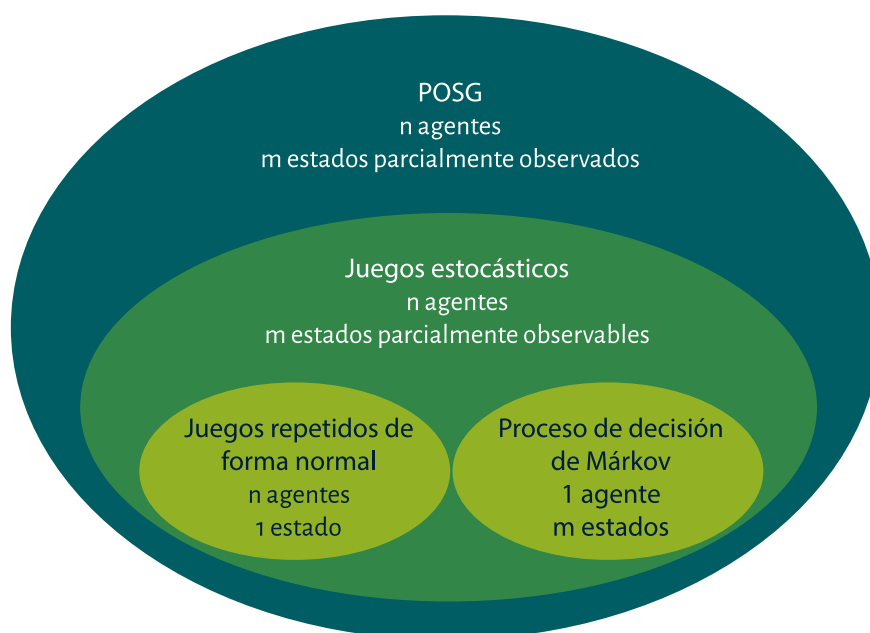 POSG
n agentes
m estados parcialmente observados
Juegos estocásticos
n agentes
m estados parcialmente observables
Juegos repetidos de
forma normal
n agentes
1 estado
Proceso de decisión
de Márkov
1 agente
m estados